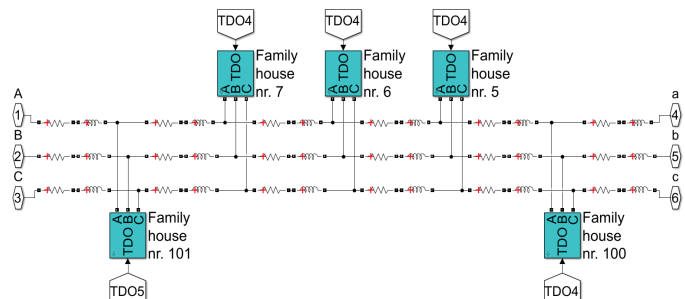 TDO4
TDO4
TDO4
TDO
A B C
Family
house
nr. 7
TDO
A B C
Family
house
nr. 6
TDO
A B C
Family
house
nr. 5
A
1
a
4
B
2
b
5
C
3
c
6
A B C
TDO
Family
house
nr. 101
A B C
TDO
Family
house
nr. 100
TDO5
TDO4